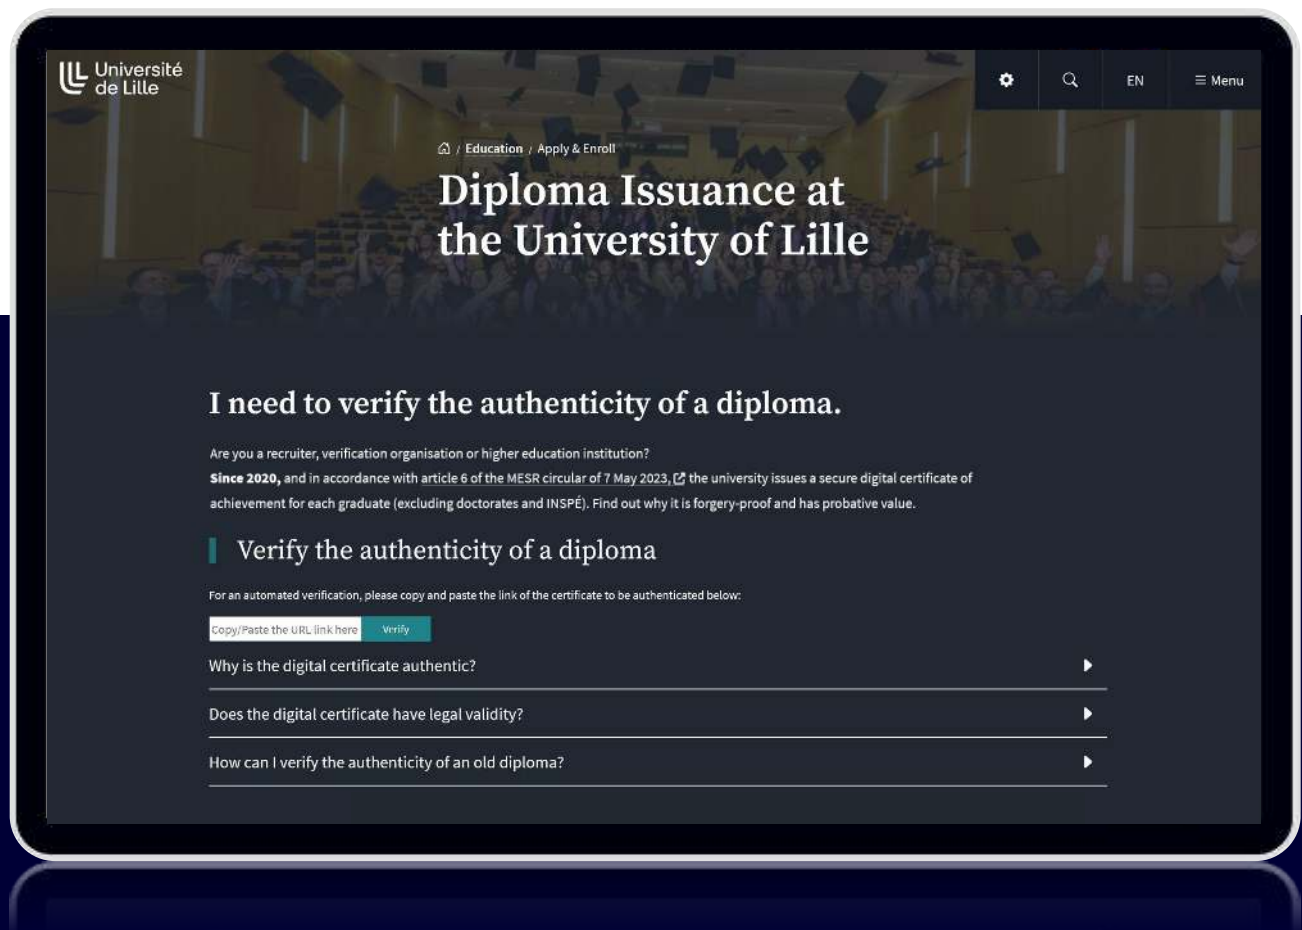 Université
de Lille
EN
Menu
/ Education / Apply & Enroll
Diploma Issuance at
the University of Lille
I need to verify the authenticity of a diploma.
Are you a recruiter, verification organisation or higher education institution?
Since 2020, and in accordance with article 6 of the MESR circular of 7 May 2023, the university issues a secure digital certificate of
achievement for each graduate (excluding doctorates and INSPÉ). Find out why it is forgery-proof and has probative value.
Verify the authenticity of a diploma
For an automated verification, please copy and paste the link of the certificate to be authenticated below:
Copy/Paste the URL link here Verify
Why is the digital certificate authentic?
Does the digital certificate have legal validity?
How can I verify the authenticity of an old diploma?